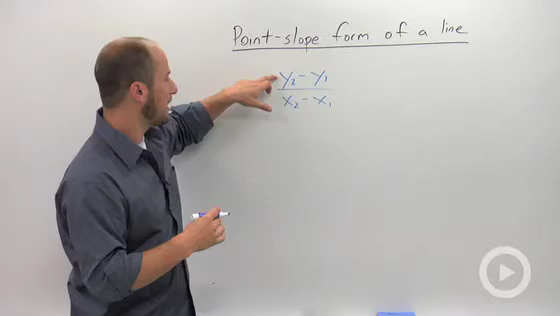 Point-slope form of a line
y₂ - y₁
x₂ - x₁